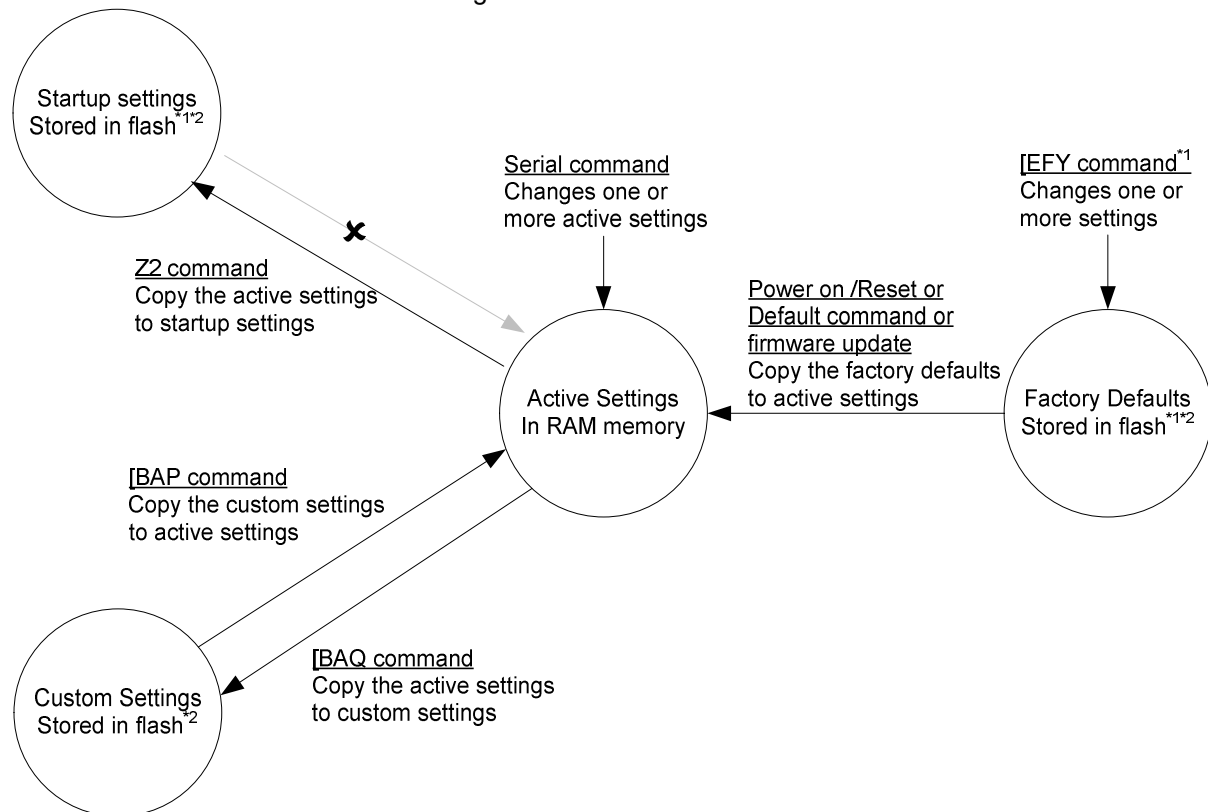 Startup settings
Stored in flash*1*2
Serial command
Changes one or
more active settings
[EFY command*1
Changes one or
more settings
Z2 command
Copy the active settings
to startup settings
Power on /Reset or
Default command or
firmware update
Copy the factory defaults
to active settings
Active Settings
In RAM memory
Factory Defaults
Stored in flash*1*2
[BAP command
Copy the custom settings
to active settings
[BAQ command
Copy the active settings
to custom settings
Custom Settings
Stored in flash*2